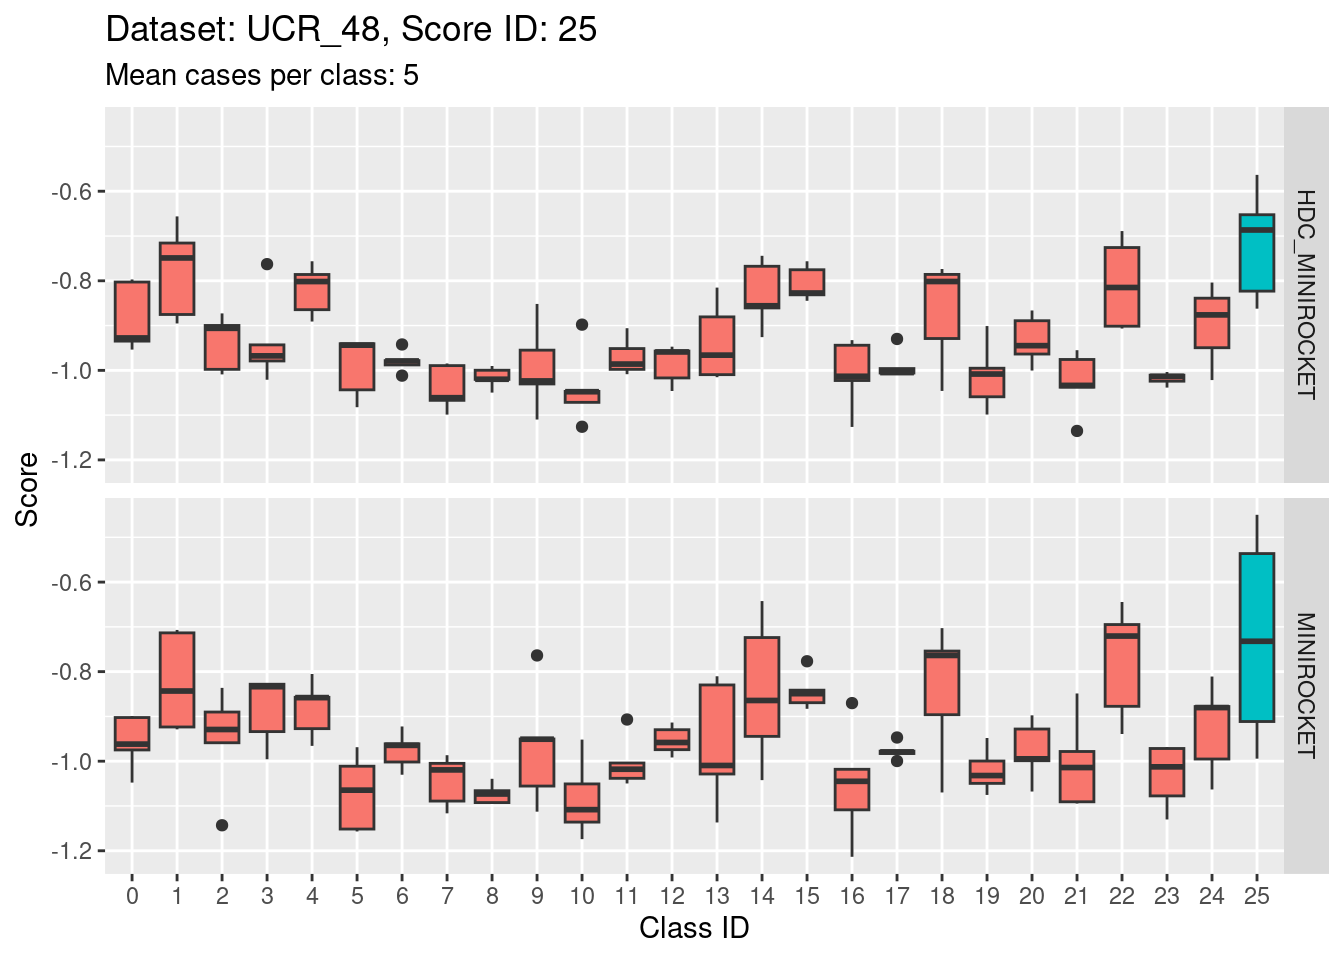 Dataset: UCR_48, Score ID: 25
Mean cases per class: 5
Score
-0.6
-0.8
-1.0
-1.2
HDC_MINIROCKET
-0.6
-0.8
-1.0
-1.2
MINIROCKET
0 1 2 3 4 5 6 7 8 9 10 11 12 13 14 15 16 17 18 19 20 21 22 23 24 25
Class ID